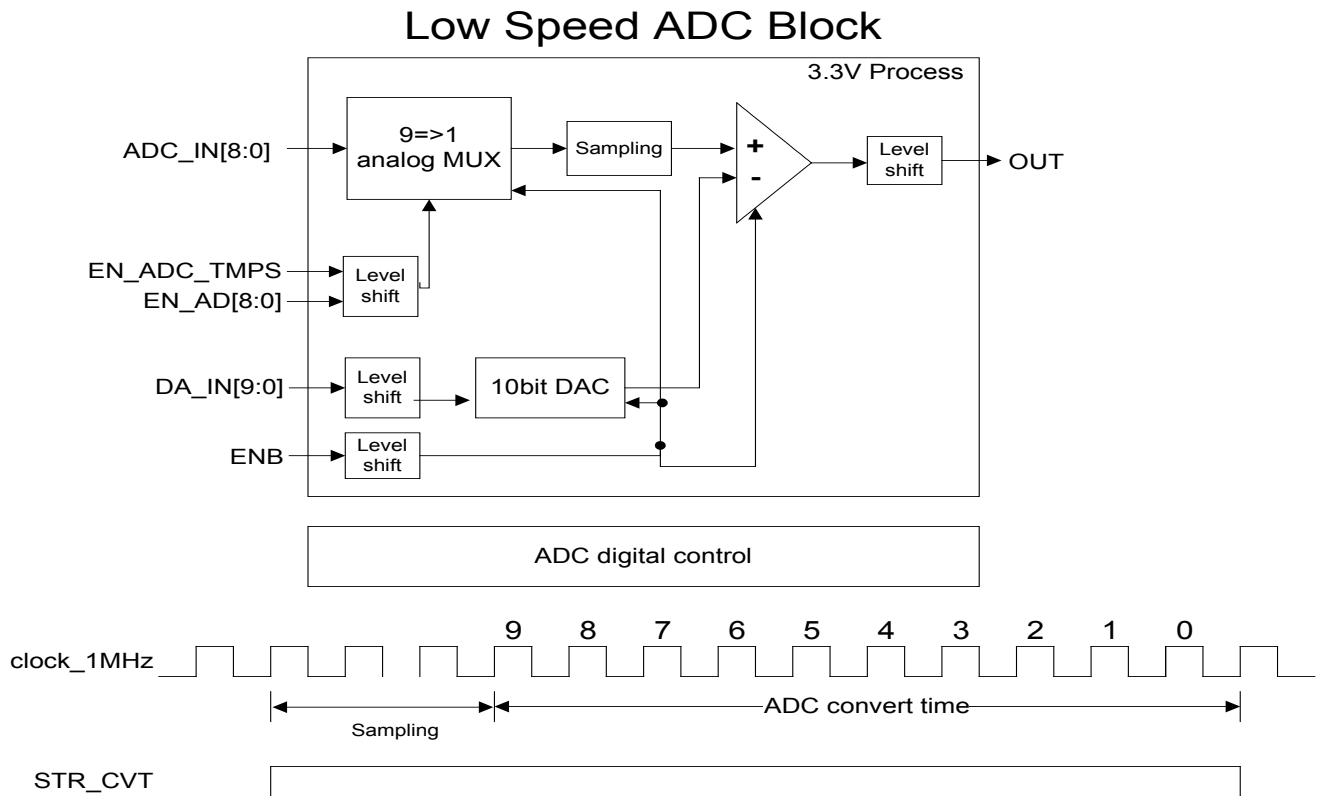 Low Speed ADC Block
3.3V Process
ADC_IN[8:0]
9=>1
analog MUX
Sampling
+
-
Level
shift
OUT
EN_ADC_TMPS
EN_AD[8:0]
Level
shift
DA_IN[9:0]
Level
shift
10bit DAC
ENB
Level
shift
ADC digital control
9 8 7 6 5 4 3 2 1 0
clock_1MHz
Sampling
ADC convert time
STR_CVT